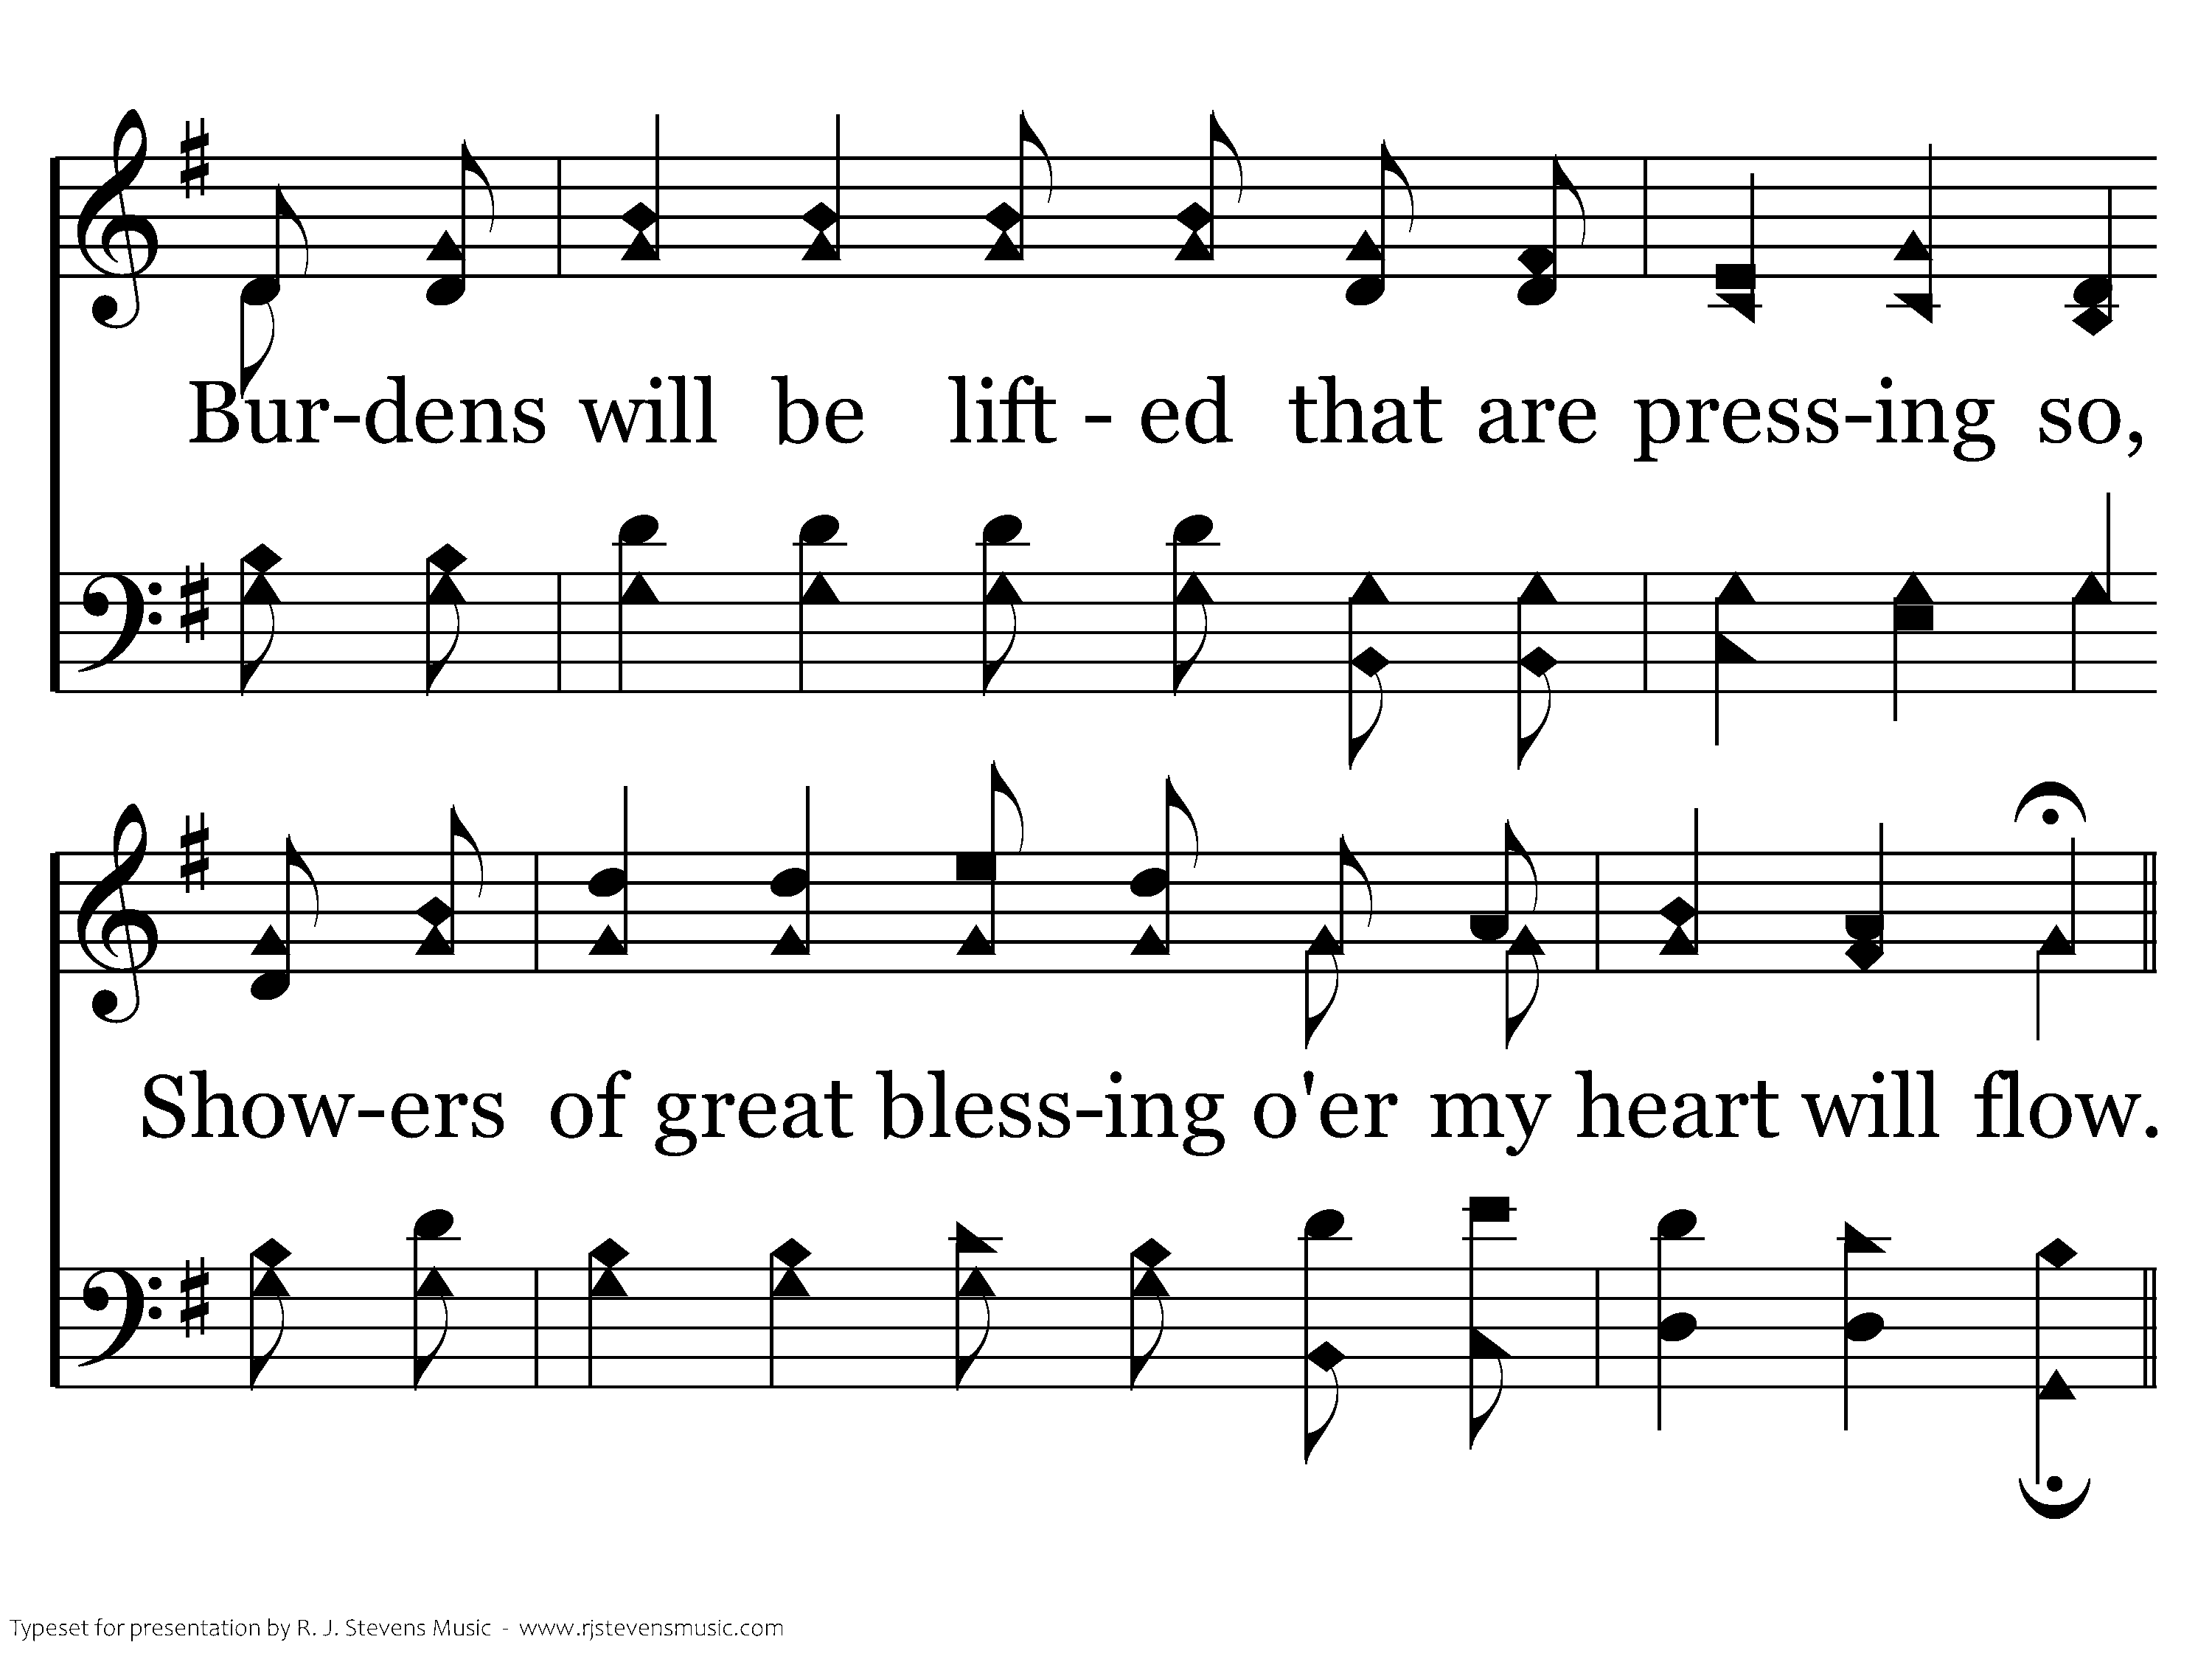 Bur-dens will be lift - ed that are press-ing so,
Show-ers of great bless-ing o'er my heart will flow.
Typeset for presentation by R. J. Stevens Music - www.rjstevensmusic.com